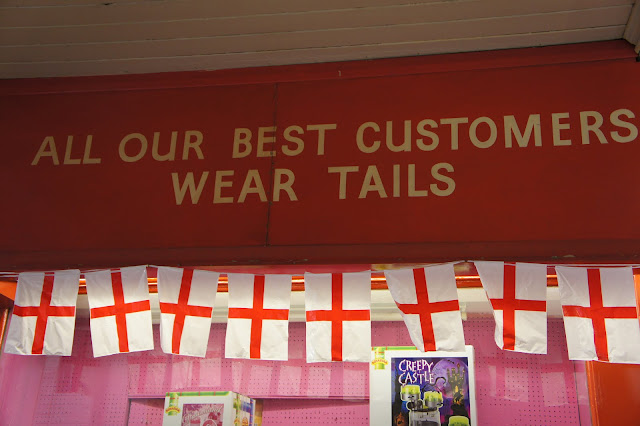 ALL OUR BEST CUSTOMERS
WEAR TAILS
CREEPY
CASTLE